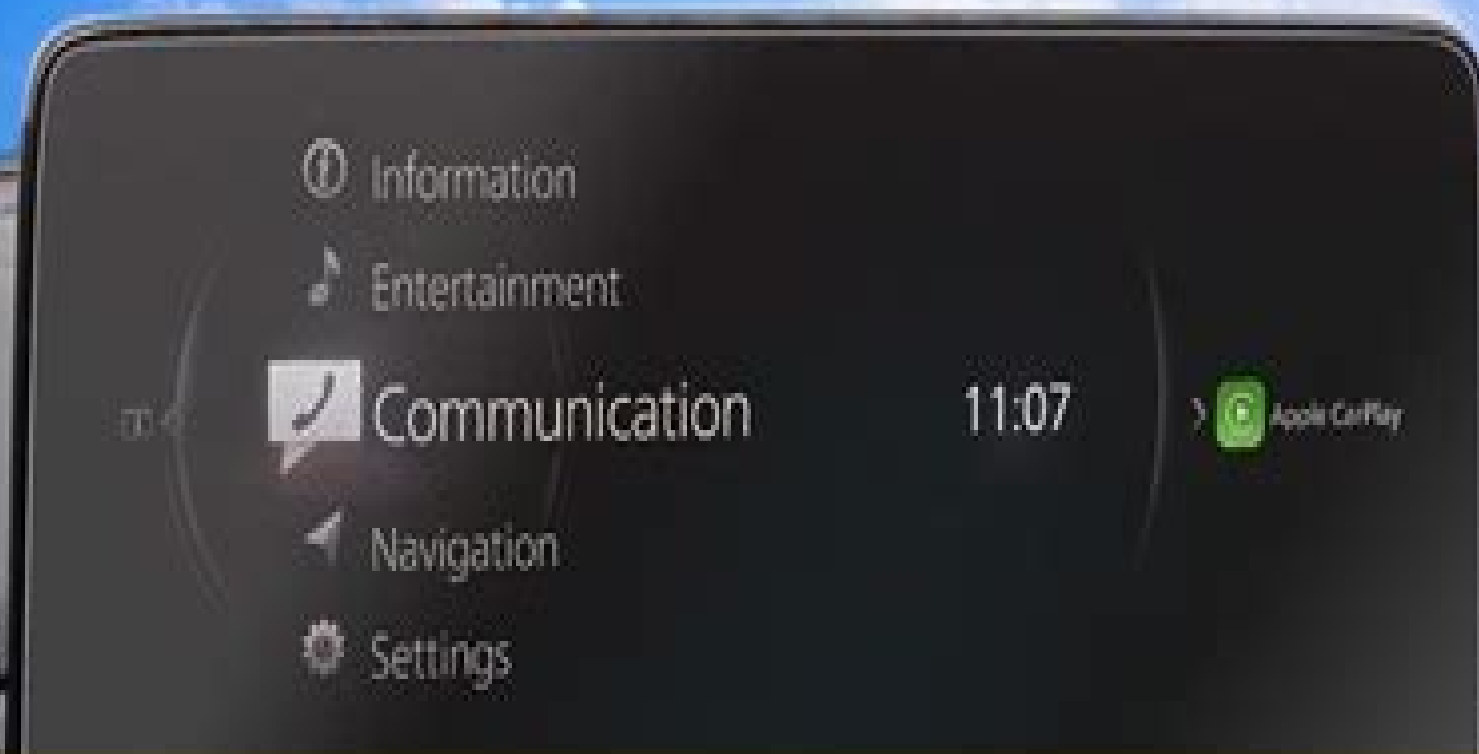 Information
Entertainment
Communication
11:07
Apple CarPlay
Navigation
Settings